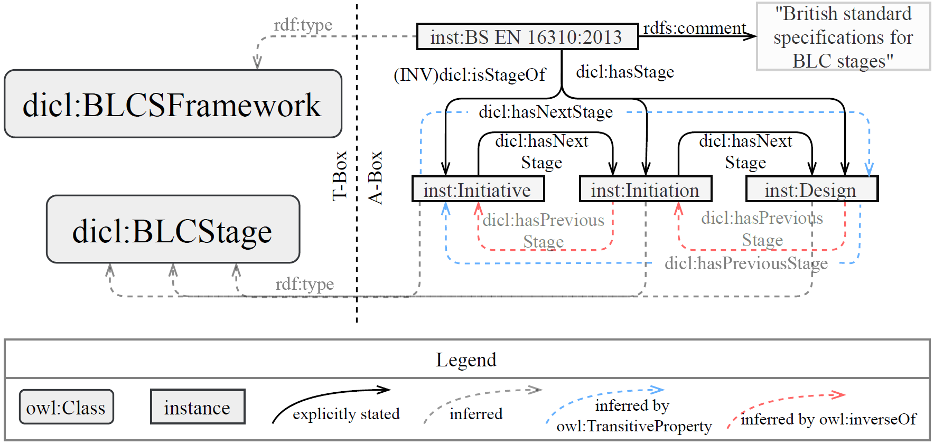 rdf:type
inst:BS EN 16310:2013
rdfs:comment
"British standard
specifications for
BLC stages"
(INV)dicl:isStageOf
dicl:hasStage
dicl:BLCSFramework
dicl:hasNextStage
dicl:hasNext
Stage
dicl:hasNext
Stage
T-Box
A-Box
inst:Initiative
inst:Initiation
inst:Design
dicl:BLCStage
dicl:hasPrevious
Stage
dicl:hasPrevious
Stage
dicl:hasPreviousStage
rdf:type
Legend
owl:Class
instance
explicitly stated
inferred
inferred by
owl:TransitiveProperty
inferred by owl:inverseOf